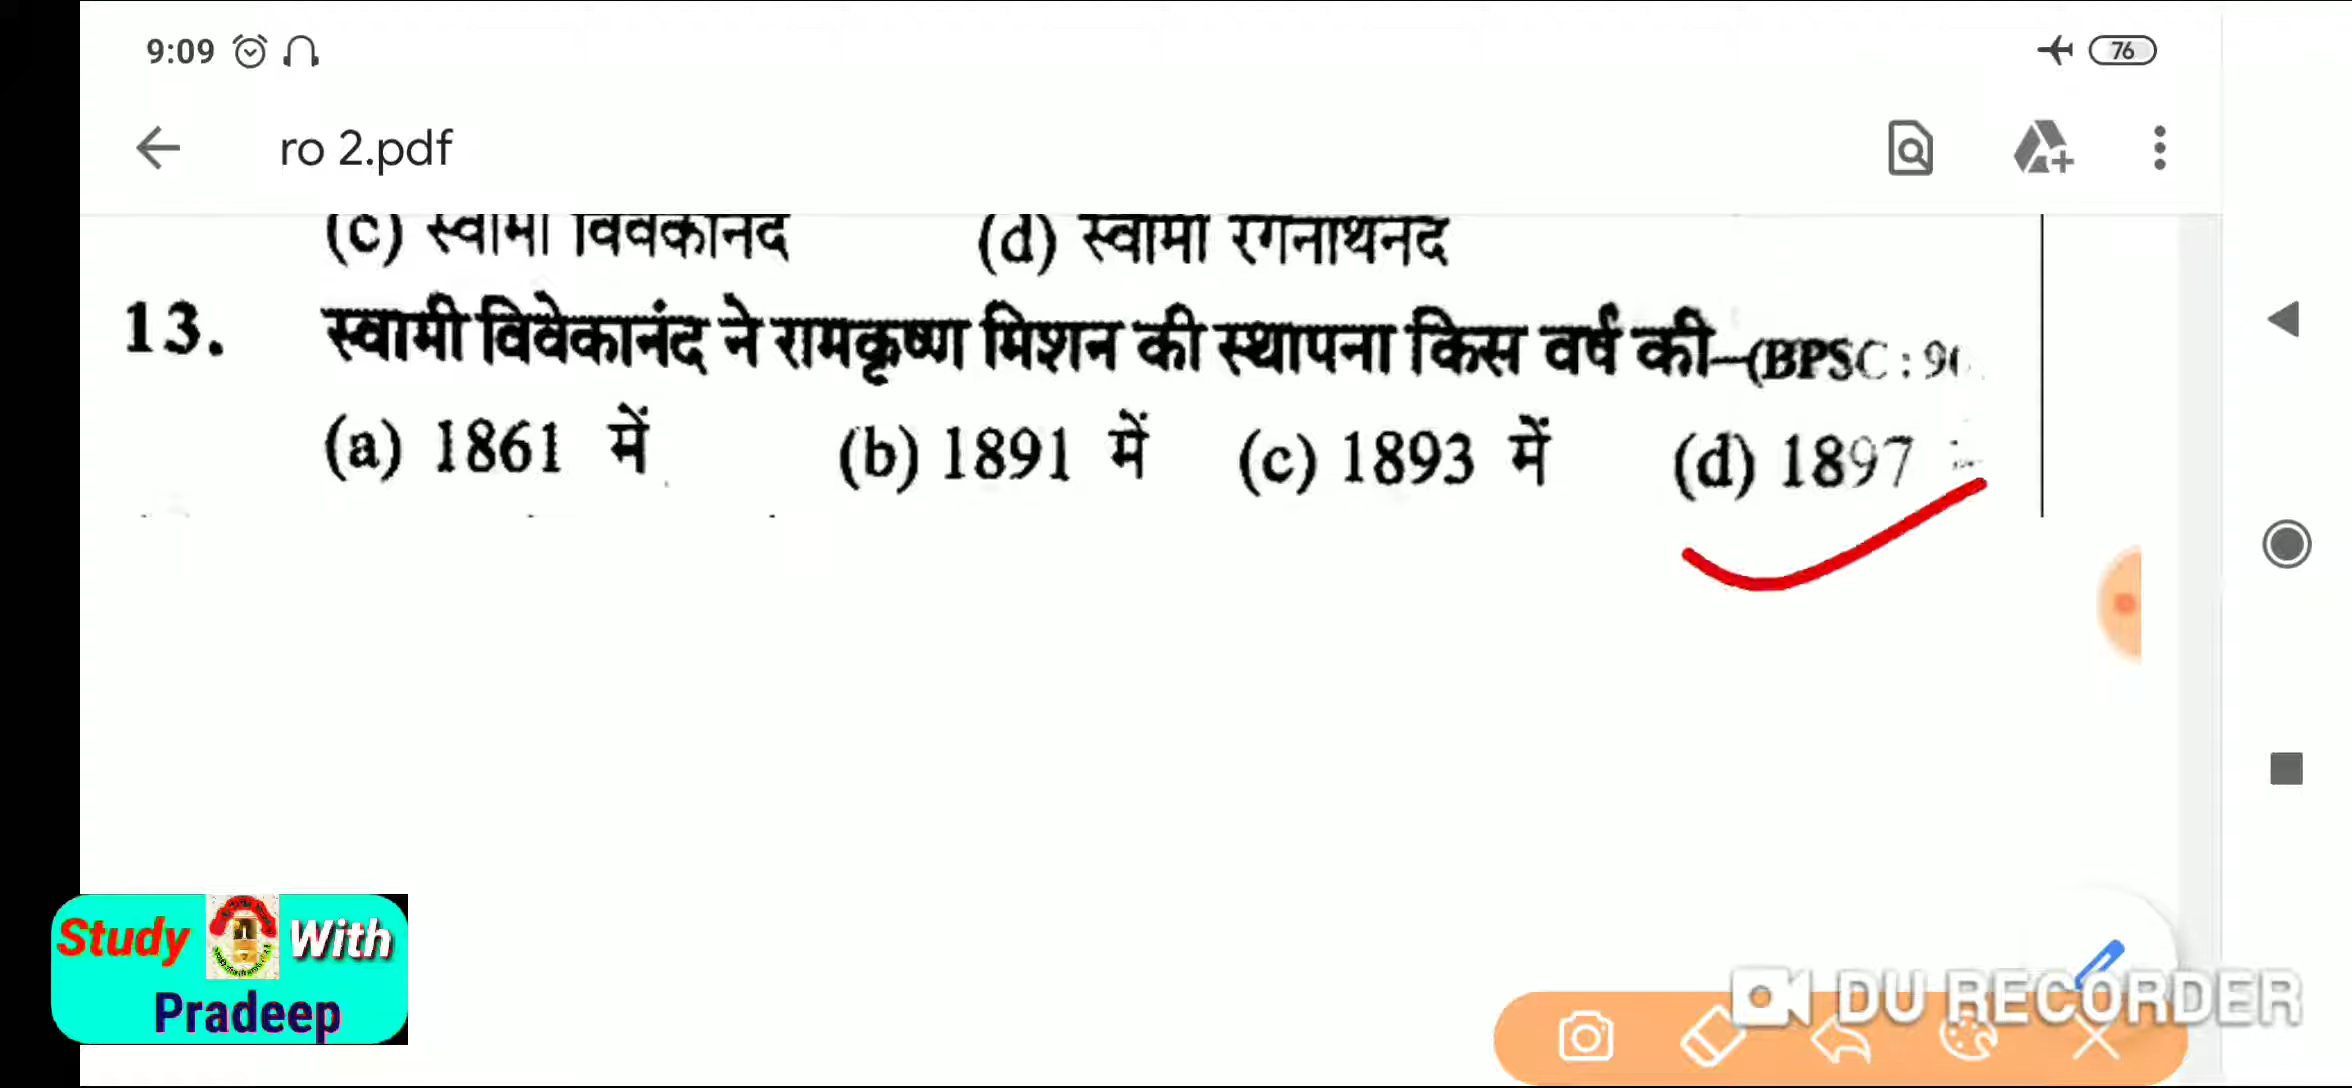 9:09
76
ro 2.pdf
(c) स्वामी विवेकानंद (d) स्वामी रंगनाथनंद
13. स्वामी विवेकानंद ने रामकृष्ण मिशन की स्थापना किस वर्ष की–(BPSC : 9
(a) 1861 में (b) 1891 में (c) 1893 में (d) 1897
Study With
Pradeep
DU RECORDER